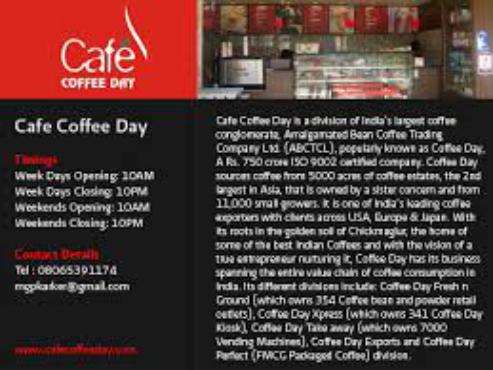 Cafe
COFFEE DAY
Cafe Coffee Day
Timings
Week Days Opening: 10AM
Week Days Closing: 10PM
Weekends Opening: 10AM
Weekends Closing: 10PM
Contact Details
Tel : 08065391174
mgpkarker@gmail.com
www.cafecoffeeday.com
Cafe Coffee Day is a division of India's largest coffee
conglomerate, Amalgamated Bean Coffee Trading
Company Ltd. (ABCTCL), popularly known as Coffee Day,
A Rs. 750 crore ISO 9002 certified company. Coffee Day
sources coffee from 5000 acres of coffee estates, the 2nd
largest in Asia, that is owned by a sister concern and from
11,000 small growers. It is one of India's leading coffee
exporters with clients across USA, Europe & Japan. With
its roots in the golden soil of Chickmaglur, the home of
some of the best Indian Coffees and with the vision of a
true entrepreneur nurturing it, Coffee Day has its business
spanning the entire value chain of coffee consumption in
India. Its different divisions include: Coffee Day Fresh n
Ground (which owns 354 Coffee bean and powder retail
outlets), Coffee Day Xpress (which owns 341 Coffee Day
Kiosk), Coffee Day Take away (which owns 7000
Vending Machines), Coffee Day Exports and Coffee Day
Perfect (FMCG Packaged Coffee) division.